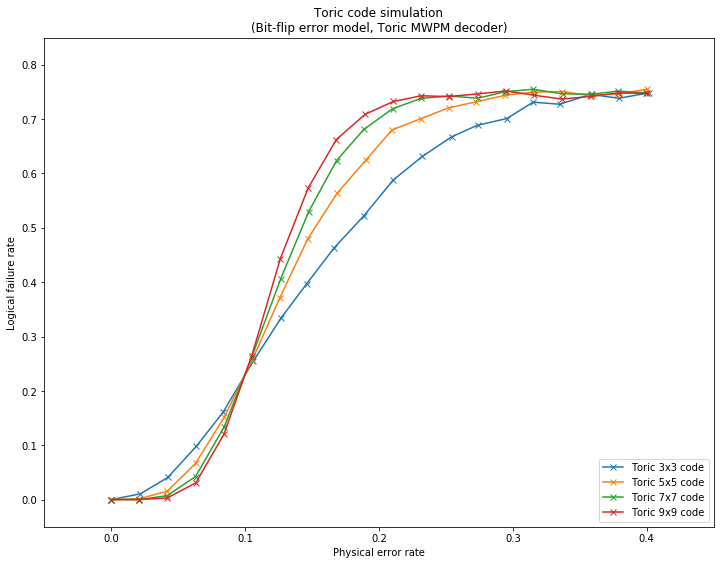 Toric code simulation
(Bit-flip error model, Toric MWPM decoder)
Logical failure rate
0.8
0.7
0.6
0.5
0.4
0.3
0.2
0.1
0.0
0.0 0.1 0.2 0.3 0.4
Physical error rate
Toric 3x3 code
Toric 5x5 code
Toric 7x7 code
Toric 9x9 code